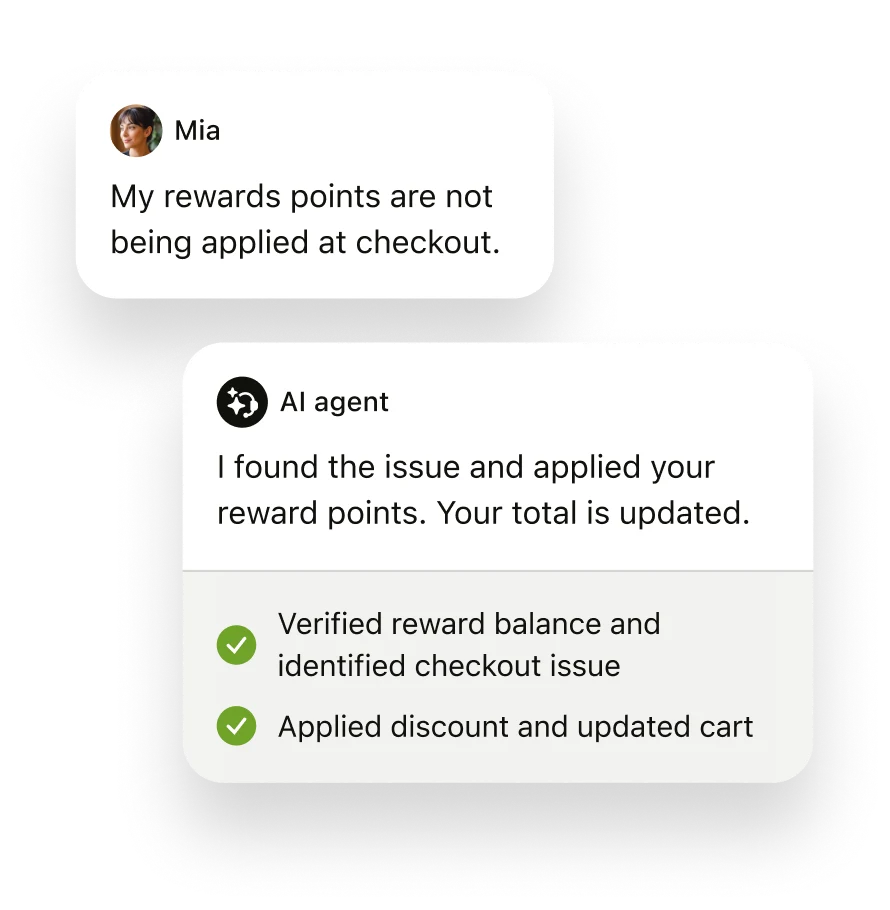 Mia
My rewards points are not
being applied at checkout.
AI agent
I found the issue and applied your
reward points. Your total is updated.
Verified reward balance and
identified checkout issue
Applied discount and updated cart